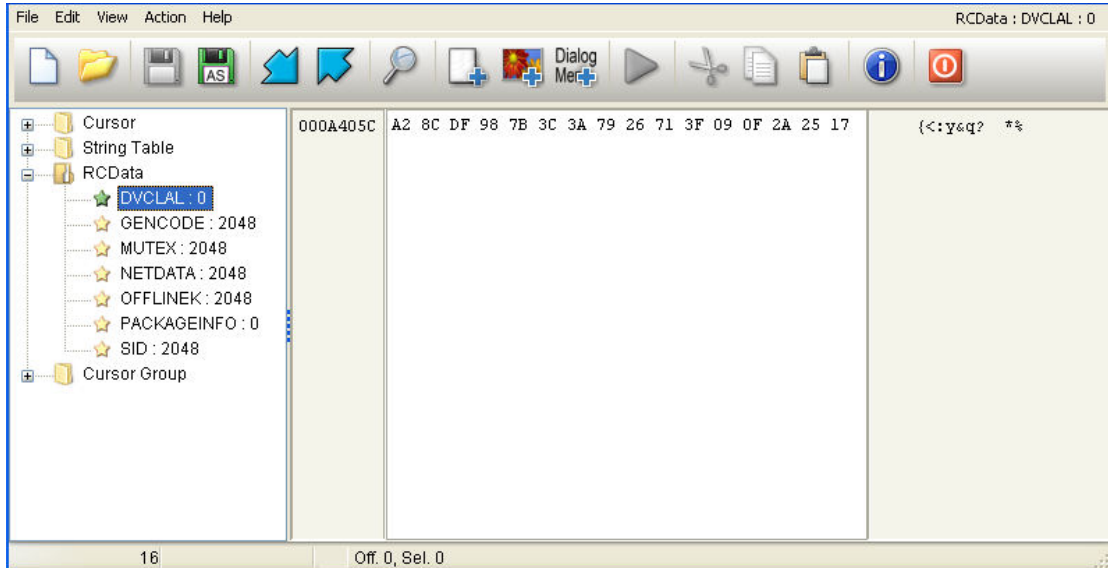 File Edit View Action Help RCData : DVCLAL : 0
AS
Dialog
Men
Cursor
String Table
RCData
DVCLAL : 0
GENCODE : 2048
MUTEX : 2048
NETDATA : 2048
OFFLINEK : 2048
PACKAGEINFO : 0
SID : 2048
Cursor Group
000A405C A2 8C DF 98 7B 3C 3A 79 26 71 3F 09 0F 2A 25 17 {<:y&q? *%
16 Off. 0, Sel. 0